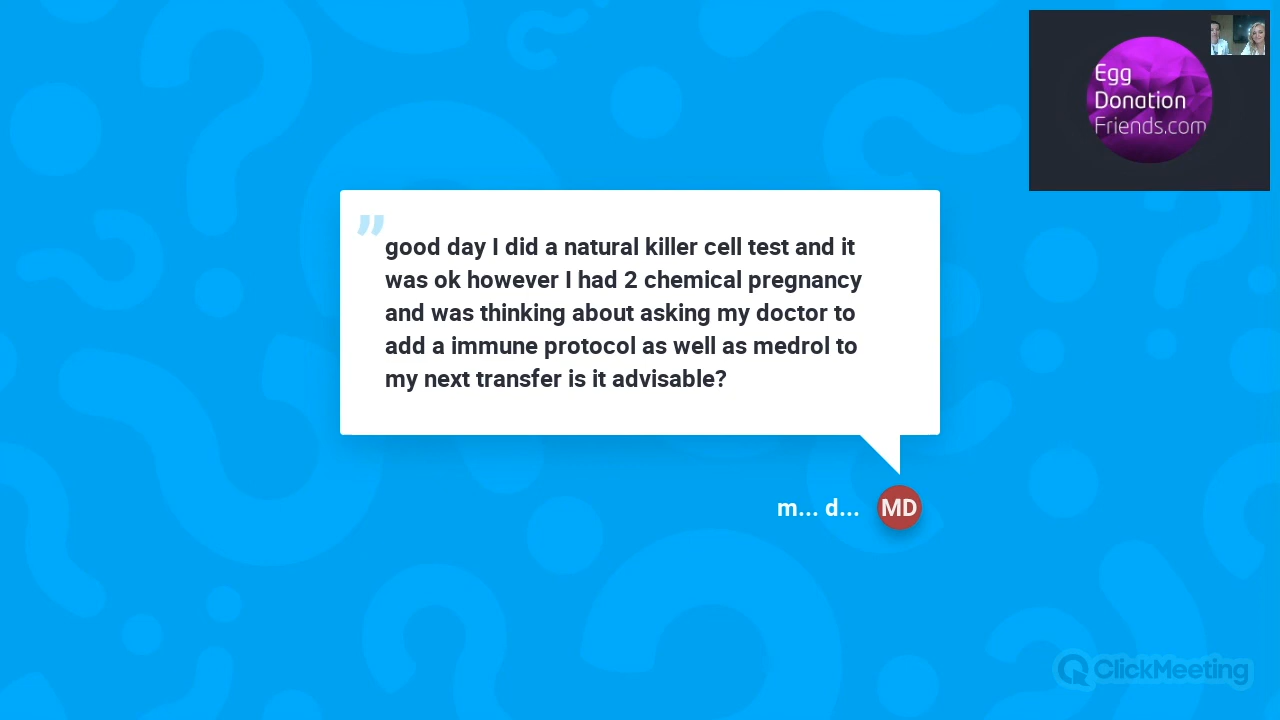 Egg
Donation
Friends.com
”
good day I did a natural killer cell test and it
was ok however I had 2 chemical pregnancy
and was thinking about asking my doctor to
add a immune protocol as well as medrol to
my next transfer is it advisable?
m... d... MD
ClickMeeting